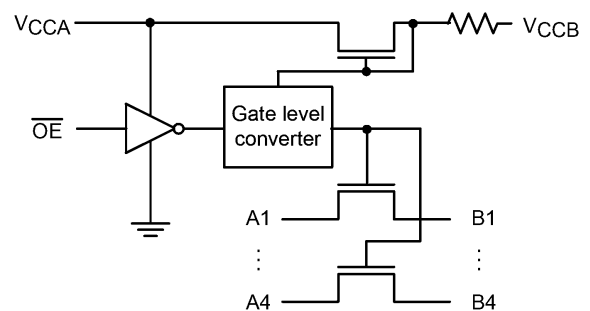 VCCA
VCCB
OE
Gate level
converter
A1
B1
A4
B4